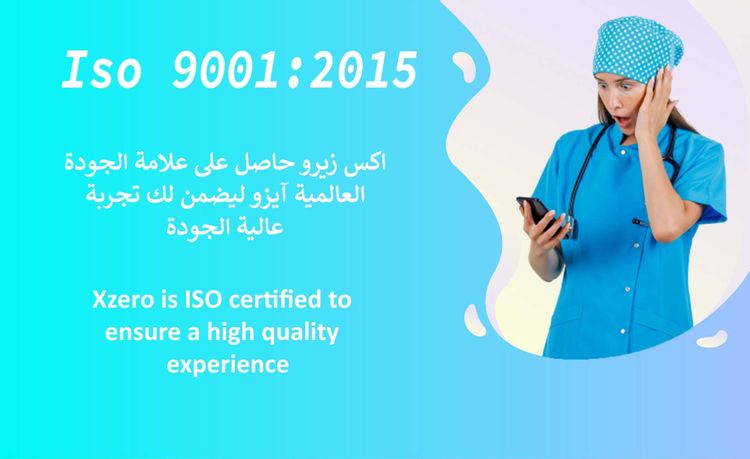 Iso 9001:2015
اكس زيرو حاصل على علامة الجودة
العالمية آيزو ليضمن لك تجربة
عالية الجودة
Xzero is ISO certified to
ensure a high quality
experience